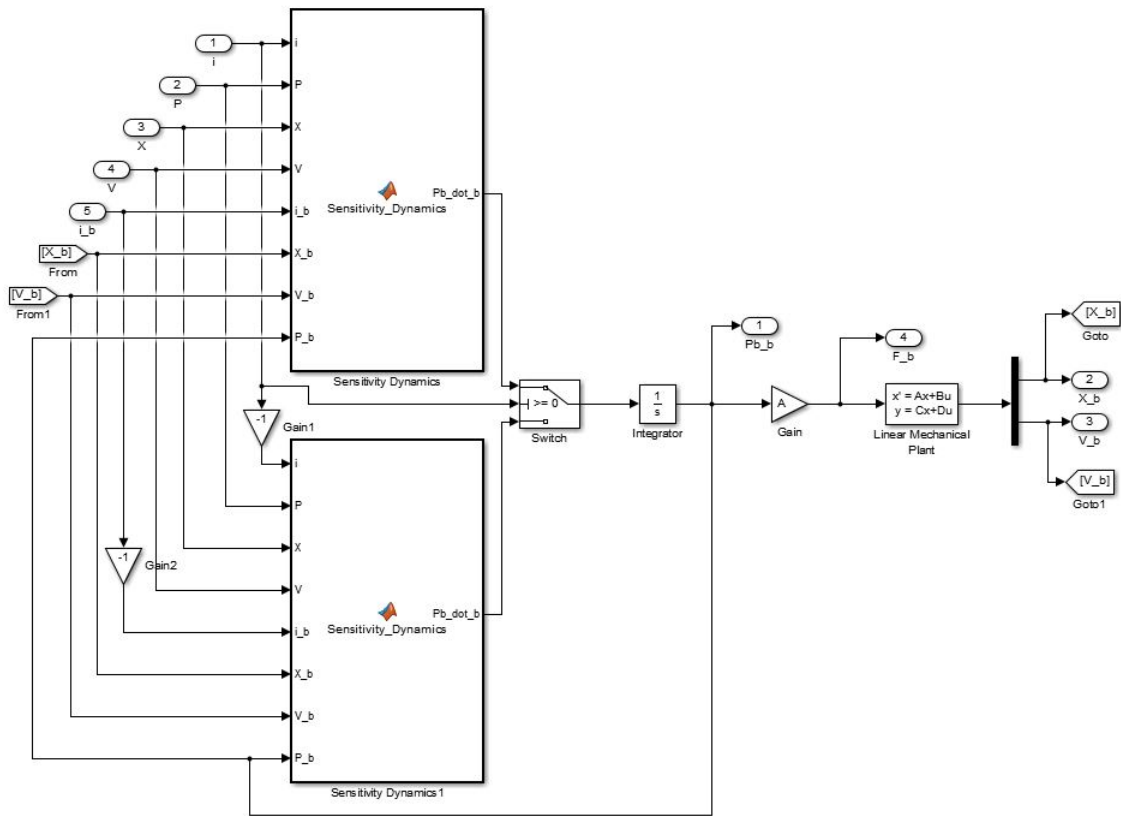 1
i
2
P
3
X
4
V
5
i_b
[X_b]
From
[V_b]
From1
i
P
X
V
i_b
X_b
V_b
P_b
Sensitivity_Dynamics
Pb_dot_b
Sensitivity Dynamics
-1
Gain1
-1
Gain2
i
P
X
V
i_b
X_b
V_b
P_b
Sensitivity_Dynamics
Pb_dot_b
Sensitivity Dynamics1
>= 0
Switch
1
s
Integrator
1
Pb_b
A
Gain
4
F_b
x' = Ax+Bu
y = Cx+Du
Linear Mechanical
Plant
[X_b]
Goto
2
X_b
3
V_b
[V_b]
Goto1